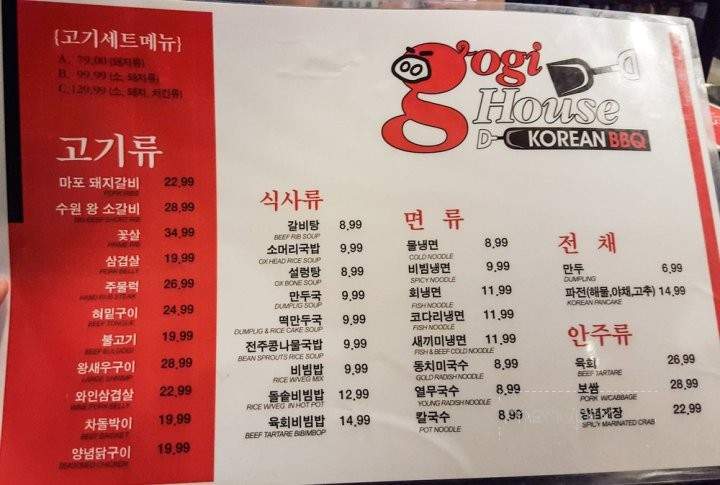 {고기세트메뉴}
A. 79.00 (돼지류)
B. 99.99 (소, 돼지류)
C. 129.99 (소, 돼지, 치킨류)
gogi
House
KOREAN BBQ
고기류
마포 돼지갈비 22.99
PORK RIBS
수원 왕 소갈비 28.99
BIG BEEF SHORT RIB
꽃살 34.99
PRIME RIB
삼겹살 19.99
PORK BELLY
주물럭 26.99
HAND RUB STEAK
혀밑구이 24.99
BEEF TONGUE
불고기 19.99
BEEF BULGOGI
왕새우구이 28.99
LARGE SHRIMP
와인삼겹살 22.99
WINE PORK BELLY
차돌박이 19.99
BEEF BRISKET
양념닭구이 19.99
SEASONED CHICKEN
식사류
갈비탕 8.99
BEEF RIB SOUP
소머리국밥 9.99
OX HEAD RICE SOUP
설렁탕 8.99
OX BONE SOUP
만두국 9.99
DUMPLIG SOUP
떡만두국 9.99
DUMPLIG & RICE CAKE SOUP
전주콩나물국밥 9.99
BEAN SPROUTS RICE SOUP
비빔밥 9.99
RICE W/VEG MIX
돌솥비빔밥 12.99
RICE W/VEG. IN HOT POT
육회비빔밥 14.99
BEEF TARTARE BIBIMBOP
면류
물냉면 8.99
COLD NOODLE
비빔냉면 9.99
SPICY NOODLE
회냉면 11.99
FISH NOODLE
코다리냉면 11.99
FISH NOODLE
새끼미냉면 11.99
FISH & BEEF COLD NOODLE
동치미국수 8.99
GOLD RADISH NOODLE
열무국수 8.99
YOUNG RADISH NOODLE
칼국수 8.99
POT NOODLE
전채
만두 6.99
DUMPLING
파전(해물,야채,고추) 14.99
KOREAN PANCAKE
안주류
육회 26.99
BEEF TARTARE
보쌈 28.99
PORK W/CABBAGE
양념게장 22.99
SPICY MARINATED CRAB